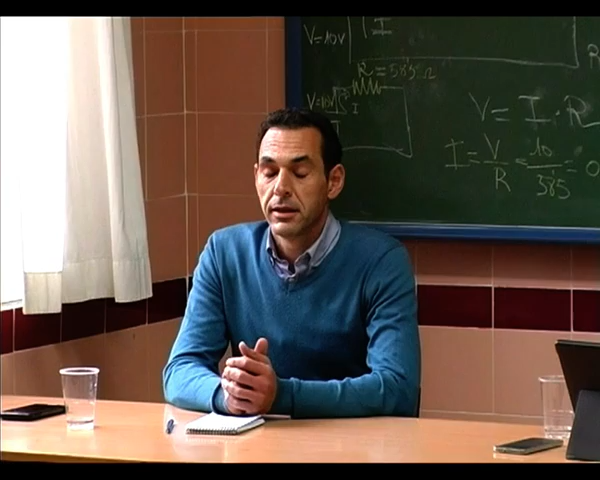 V=10V I
R
R = 585 Ω
V=10V I
V = I · R
I = V/R = 10/585 = 0